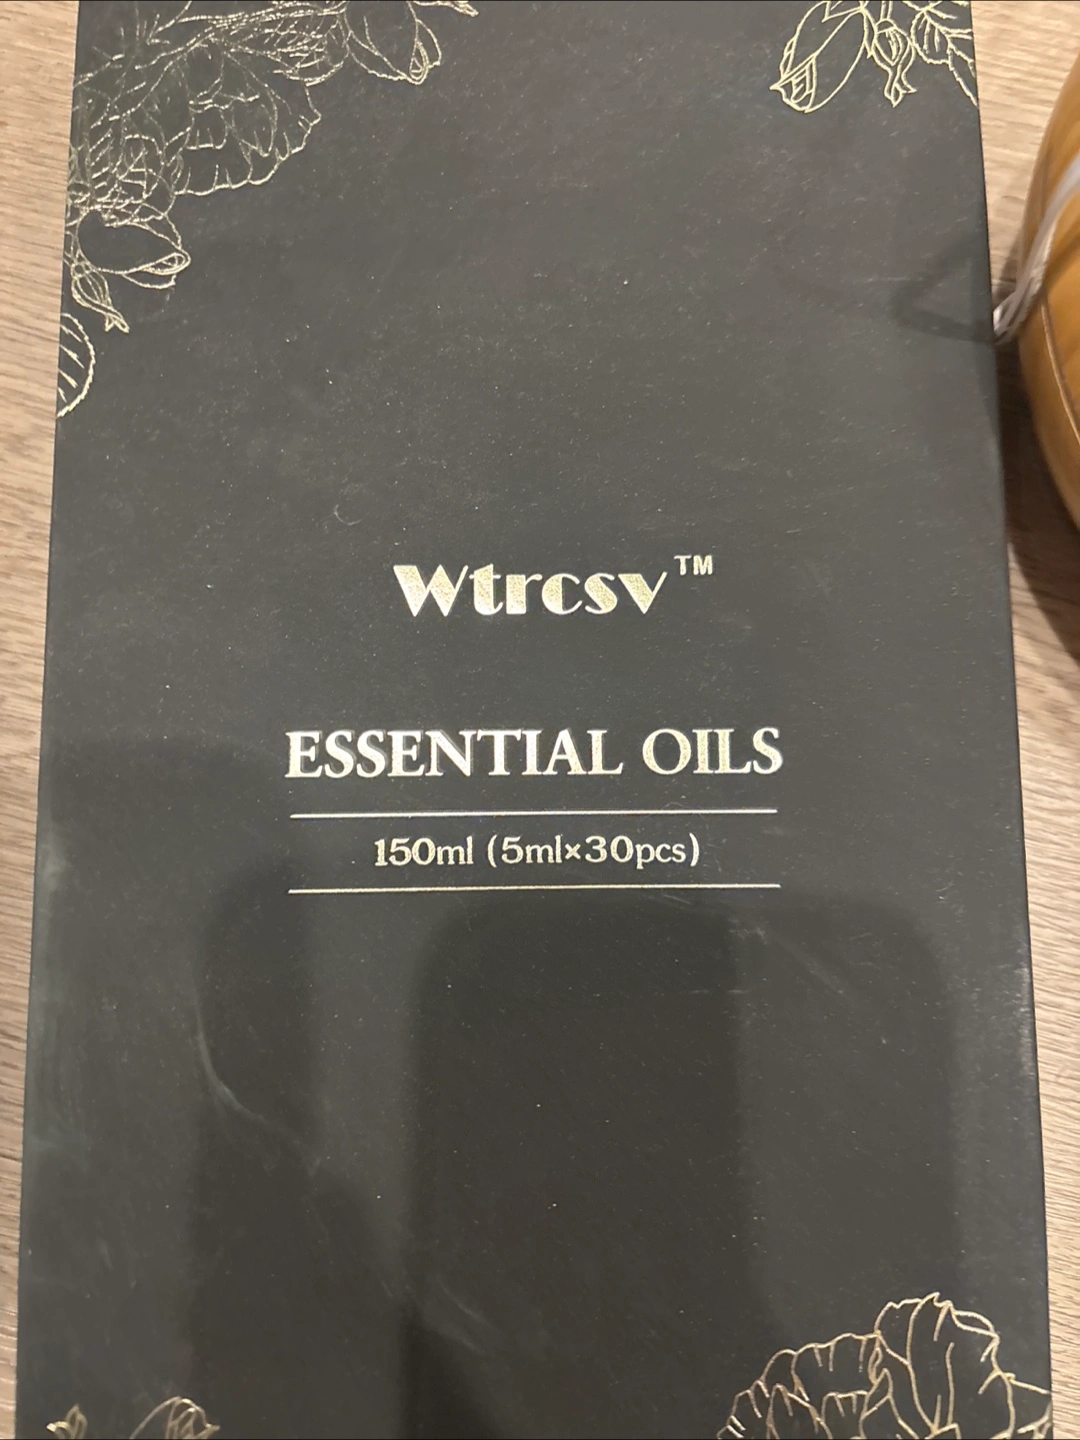 Wtrcsv™
ESSENTIAL OILS
150ml (5ml×30pcs)